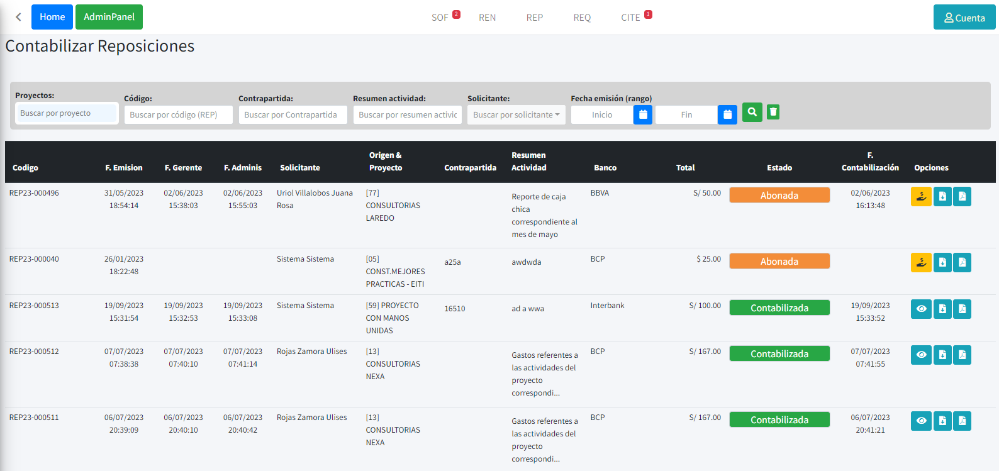 Home
AdminPanel
SOF 2
REN
REP
REQ
CITE 1
Cuenta
Contabilizar Reposiciones
Proyectos:
Buscar por proyecto
Código:
Buscar por código (REP)
Contrapartida:
Buscar por Contrapartida
Resumen actividad:
Buscar por resumen activic
Solicitante:
Buscar por solicitante
Fecha emisión (rango)
Inicio
Fin
Codigo
F. Emision
F. Gerente
F. Adminis
Solicitante
Origen &
Proyecto
Contrapartida
Resumen
Actividad
Banco
Total
Estado
F.
Contabilización
Opciones
REP23-000496
31/05/2023
18:54:14
02/06/2023
15:38:03
02/06/2023
15:55:03
Uriol Villalobos Juana
Rosa
[77]
CONSULTORIAS
LAREDO
Reporte de caja
chica
correspondiente al
mes de mayo
BBVA
S/ 50.00
Abonada
02/06/2023
16:13:48
REP23-000040
26/01/2023
18:22:48
Sistema Sistema
[05]
CONST.MEJORES
PRACTICAS - EITI
a25a
awdwda
BCP
$ 25.00
Abonada
REP23-000513
19/09/2023
15:31:54
19/09/2023
15:32:53
19/09/2023
15:33:08
Sistema Sistema
[59] PROYECTO
CON MANOS
UNIDAS
16510
ad a wwa
Interbank
S/ 100.00
Contabilizada
19/09/2023
15:33:52
REP23-000512
07/07/2023
07:38:38
07/07/2023
07:40:10
07/07/2023
07:41:14
Rojas Zamora Ulises
[13]
CONSULTORIAS
NEXA
Gastos referentes a
las actividades del
proyecto
correspondi...
BCP
S/ 167.00
Contabilizada
07/07/2023
07:41:55
REP23-000511
06/07/2023
20:39:09
06/07/2023
20:40:10
06/07/2023
20:40:42
Rojas Zamora Ulises
[13]
CONSULTORIAS
NEXA
Gastos referentes a
las actividades del
proyecto
correspondi...
BCP
S/ 167.00
Contabilizada
06/07/2023
20:41:21